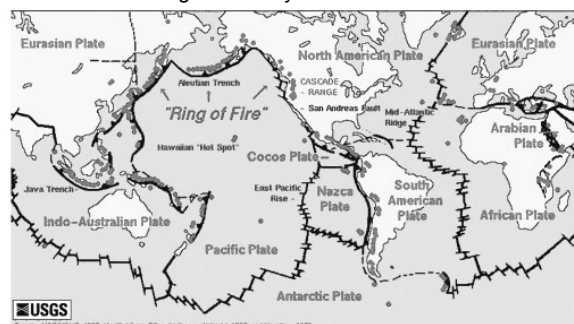 Eurasian Plate
North American Plate
Eurasian Plate
Aleutian Trench
CASCADE
RANGE
"Ring of Fire"
San Andreas Fault
Mid-Atlantic
Ridge
Arabian
Plate
Hawaiian "Hot Spot"
Cocos Plate
Java Trench
East Pacific
Rise
Nazca
Plate
South
American
Plate
Indo-Australian Plate
African Plate
Pacific Plate
Antarctic Plate
USGS